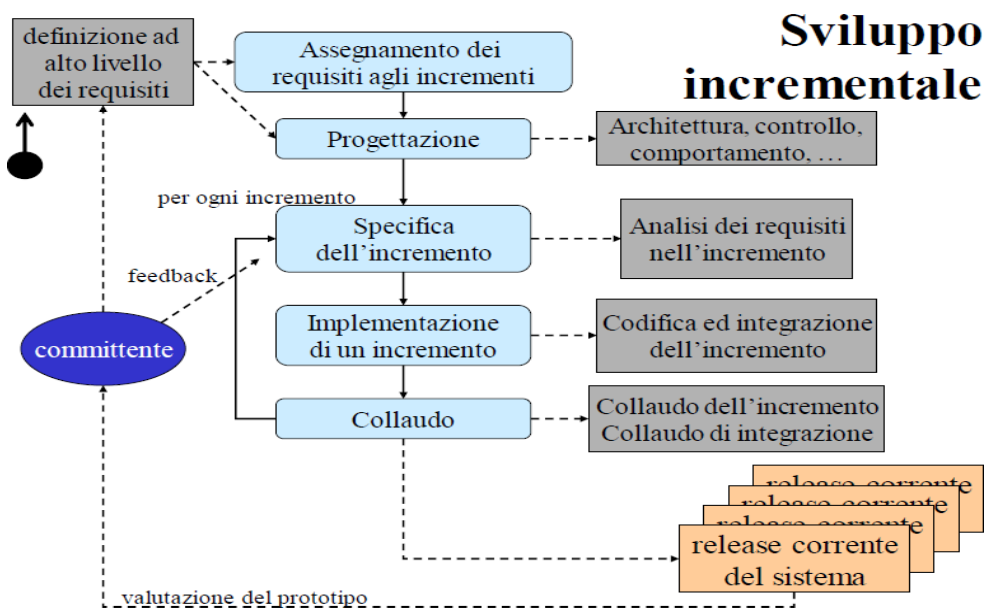 Sviluppo
incrementale
definizione ad
alto livello
dei requisiti
Assegnamento dei
requisiti agli incrementi
Progettazione
Architettura, controllo,
comportamento, …
per ogni incremento
Specifica
dell’incremento
Analisi dei requisiti
nell’incremento
feedback
committente
Implementazione
di un incremento
Codifica ed integrazione
dell’incremento
Collaudo
Collaudo dell’incremento
Collaudo di integrazione
release corrente
release corrente
release corrente
release corrente
del sistema
valutazione del prototipo